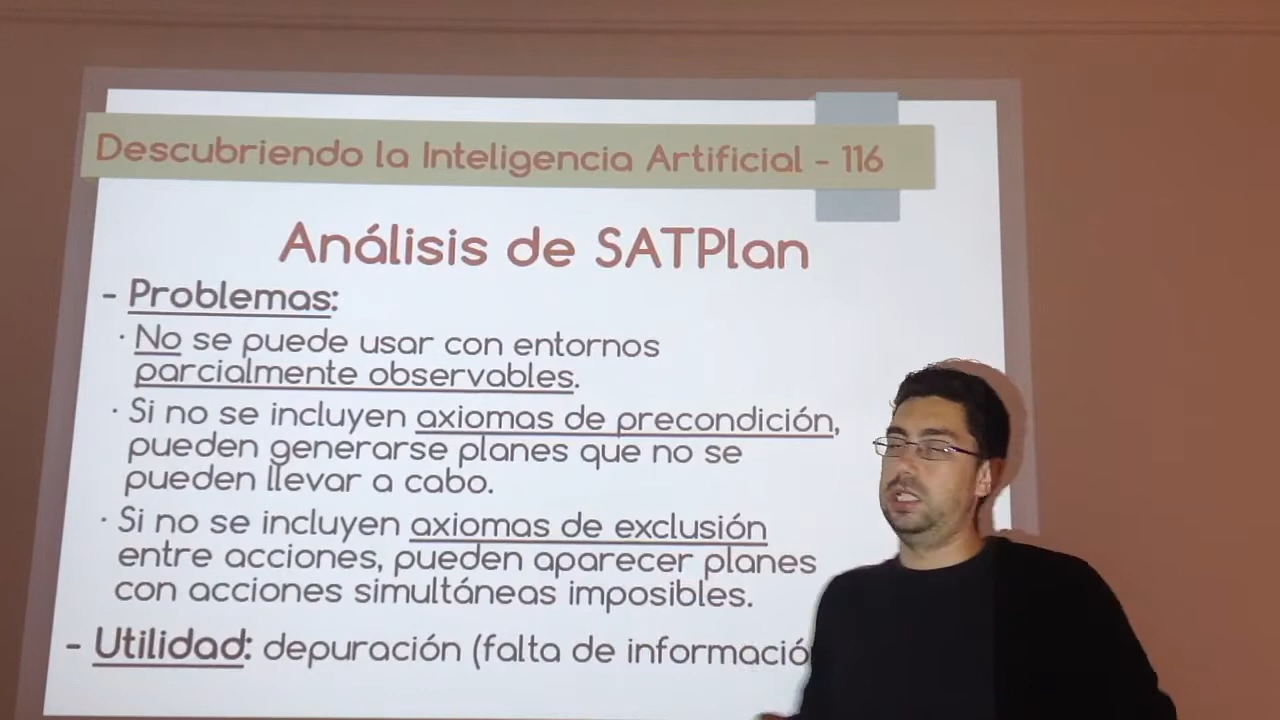 Descubriendo la Inteligencia Artificial - 116
Análisis de SATPlan
- Problemas:
· No se puede usar con entornos
parcialmente observables.
· Si no se incluyen axiomas de precondición,
pueden generarse planes que no se
pueden llevar a cabo.
· Si no se incluyen axiomas de exclusión
entre acciones, pueden aparecer planes
con acciones simultáneas imposibles.
- Utilidad: depuración (falta de informació